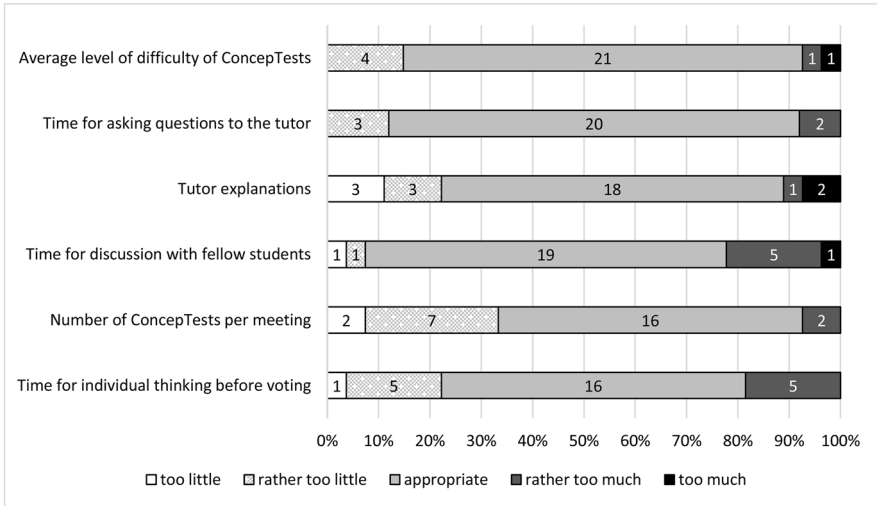 Average level of difficulty of ConcepTests 4 21 1 1
Time for asking questions to the tutor 3 20 2
Tutor explanations 3 3 18 1 2
Time for discussion with fellow students 1 1 19 5 1
Number of ConcepTests per meeting 2 7 16 2
Time for individual thinking before voting 1 5 16 5
0% 10% 20% 30% 40% 50% 60% 70% 80% 90% 100%
too little rather too little appropriate rather too much too much